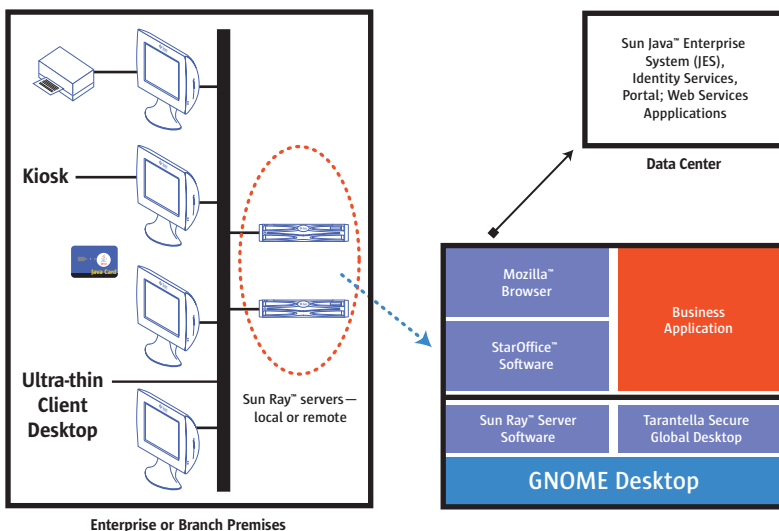 Kiosk
Java Card
Ultra-thin
Client
Desktop
Sun Ray™ servers—
local or remote
Enterprise or Branch Premises
Sun Java™ Enterprise
System (JES),
Identity Services,
Portal; Web Services
Appplications
Data Center
Mozilla™
Browser
StarOffice™
Software
Business
Application
Sun Ray™ Server
Software
Tarantella Secure
Global Desktop
GNOME Desktop